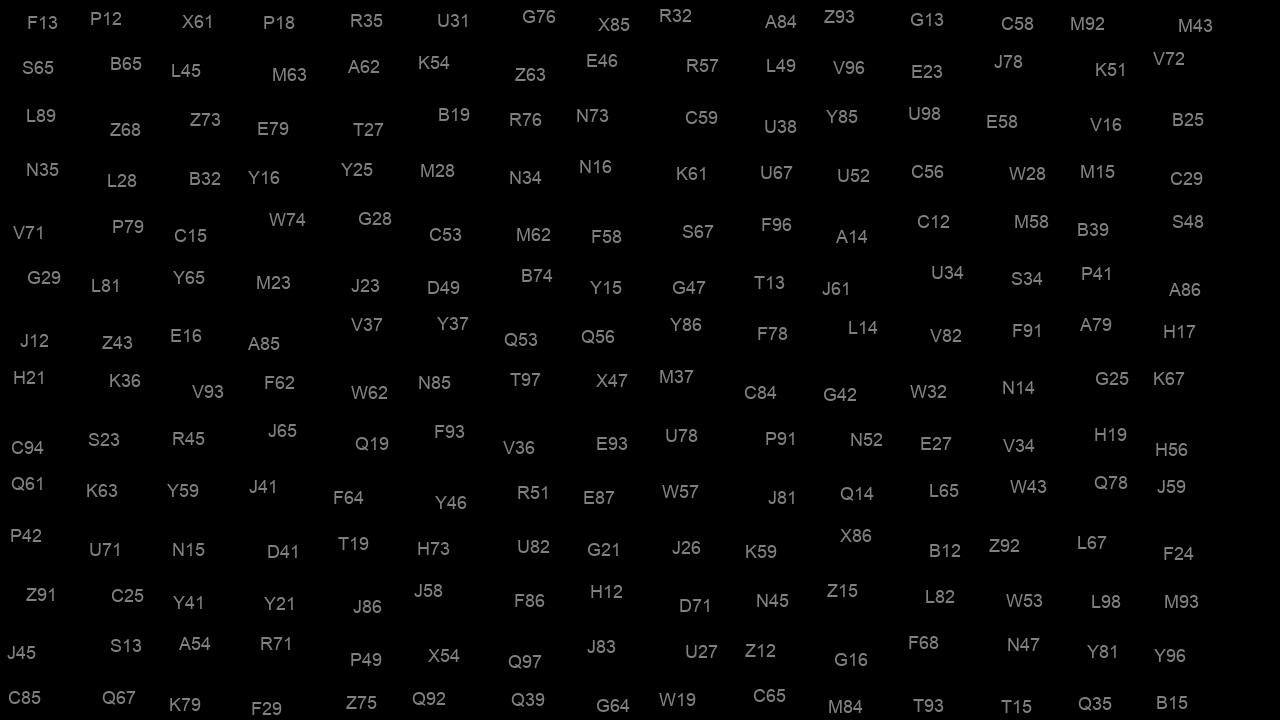 F13 P12 X61 P18 R35 U31 G76 X85 R32 A84 Z93 G13 C58 M92 M43
S65 B65 L45 M63 A62 K54 Z63 E46 R57 L49 V96 E23 J78 K51 V72
L89 Z68 Z73 E79 T27 B19 R76 N73 C59 U38 Y85 U98 E58 V16 B25
N35 L28 B32 Y16 Y25 M28 N34 N16 K61 U67 U52 C56 W28 M15 C29
V71 P79 C15 W74 G28 C53 M62 F58 S67 F96 A14 C12 M58 B39 S48
G29 L81 Y65 M23 J23 D49 B74 Y15 G47 T13 J61 U34 S34 P41 A86
J12 Z43 E16 A85 V37 Y37 Q53 Q56 Y86 F78 L14 V82 F91 A79 H17
H21 K36 V93 F62 W62 N85 T97 X47 M37 C84 G42 W32 N14 G25 K67
C94 S23 R45 J65 Q19 F93 V36 E93 U78 P91 N52 E27 V34 H19 H56
Q61 K63 Y59 J41 F64 Y46 R51 E87 W57 J81 Q14 L65 W43 Q78 J59
P42 U71 N15 D41 T19 H73 U82 G21 J26 K59 X86 B12 Z92 L67 F24
Z91 C25 Y41 Y21 J86 J58 F86 H12 D71 N45 Z15 L82 W53 L98 M93
J45 S13 A54 R71 P49 X54 Q97 J83 U27 Z12 G16 F68 N47 Y81 Y96
C85 Q67 K79 F29 Z75 Q92 Q39 G64 W19 C65 M84 T93 T15 Q35 B15